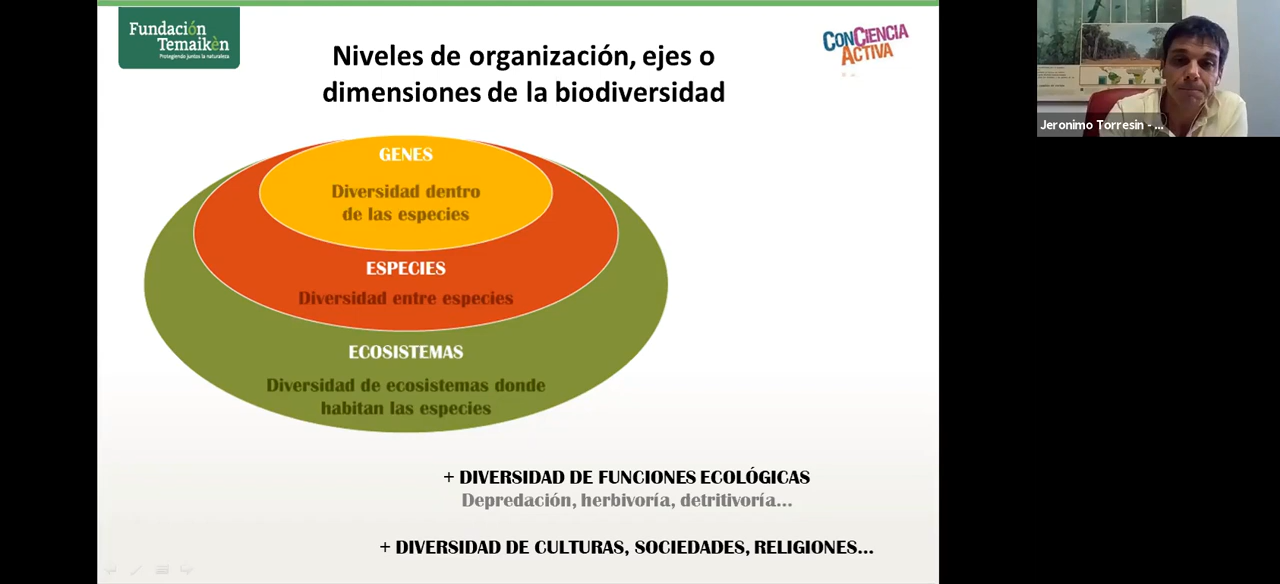 Fundación
Temaikèn
Protegiendo juntos la naturaleza
Niveles de organización, ejes o
dimensiones de la biodiversidad
CONCIENCIA
ACTIVA
Jeronimo Torresin - ...
GENES
Diversidad dentro
de las especies
ESPECIES
Diversidad entre especies
ECOSISTEMAS
Diversidad de ecosistemas donde
habitan las especies
+ DIVERSIDAD DE FUNCIONES ECOLÓGICAS
Depredación, herbivoría, detritivoría...
+ DIVERSIDAD DE CULTURAS, SOCIEDADES, RELIGIONES...